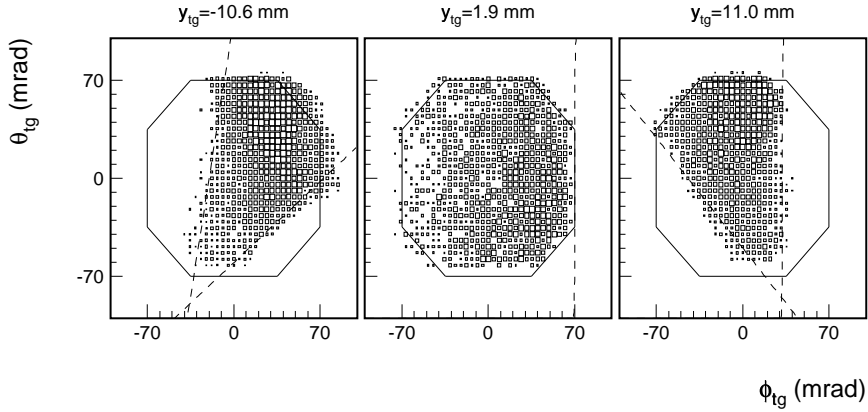 y_tg=-10.6 mm y_tg=1.9 mm y_tg=11.0 mm
θ_tg (mrad)
70
0
-70
-70 0 70 -70 0 70 -70 0 70
ϕ_tg (mrad)